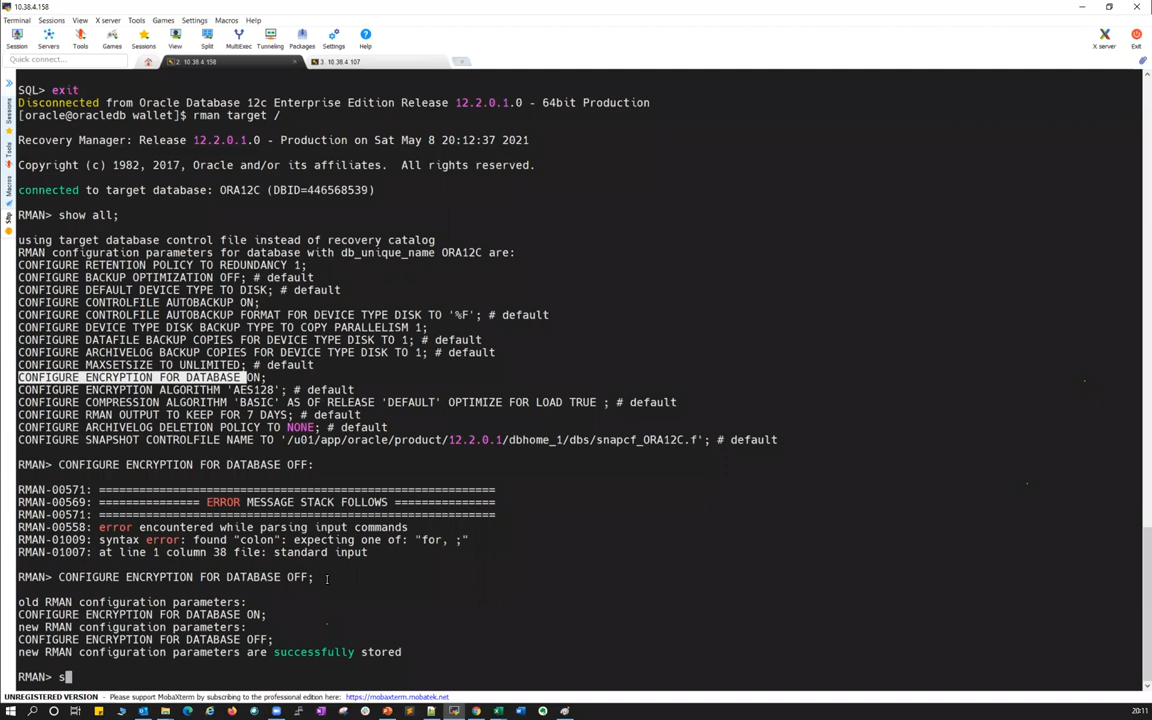 10.38.4.158
Terminal Sessions View X server Tools Games Settings Macros Help
Session Servers Tools Games Sessions View Split MultiExec Tunneling Packages Settings Help X server Exit
Quick connect...
2. 10.38.4.158
3. 10.38.4.107
Sessions
Tools
Macros
Sftp
SQL> exit
Disconnected from Oracle Database 12c Enterprise Edition Release 12.2.0.1.0 - 64bit Production
[oracle@oracledb wallet]$ rman target /
Recovery Manager: Release 12.2.0.1.0 - Production on Sat May 8 20:12:37 2021
Copyright (c) 1982, 2017, Oracle and/or its affiliates.  All rights reserved.
connected to target database: ORA12C (DBID=446568539)
RMAN> show all;
using target database control file instead of recovery catalog
RMAN configuration parameters for database with db_unique_name ORA12C are:
CONFIGURE RETENTION POLICY TO REDUNDANCY 1;
CONFIGURE BACKUP OPTIMIZATION OFF; # default
CONFIGURE DEFAULT DEVICE TYPE TO DISK; # default
CONFIGURE CONTROLFILE AUTOBACKUP ON;
CONFIGURE CONTROLFILE AUTOBACKUP FORMAT FOR DEVICE TYPE DISK TO '%F'; # default
CONFIGURE DEVICE TYPE DISK BACKUP TYPE TO COPY PARALLELISM 1;
CONFIGURE DATAFILE BACKUP COPIES FOR DEVICE TYPE DISK TO 1; # default
CONFIGURE ARCHIVELOG BACKUP COPIES FOR DEVICE TYPE DISK TO 1; # default
CONFIGURE MAXSETSIZE TO UNLIMITED; # default
CONFIGURE ENCRYPTION FOR DATABASE ON;
CONFIGURE ENCRYPTION ALGORITHM 'AES128'; # default
CONFIGURE COMPRESSION ALGORITHM 'BASIC' AS OF RELEASE 'DEFAULT' OPTIMIZE FOR LOAD TRUE ; # default
CONFIGURE RMAN OUTPUT TO KEEP FOR 7 DAYS; # default
CONFIGURE ARCHIVELOG DELETION POLICY TO NONE; # default
CONFIGURE SNAPSHOT CONTROLFILE NAME TO '/u01/app/oracle/product/12.2.0.1/dbhome_1/dbs/snapcf_ORA12C.f'; # default
RMAN> CONFIGURE ENCRYPTION FOR DATABASE OFF:
RMAN-00571: ===========================================================
RMAN-00569: =============== ERROR MESSAGE STACK FOLLOWS ===============
RMAN-00571: ===========================================================
RMAN-00558: error encountered while parsing input commands
RMAN-01009: syntax error: found "colon": expecting one of: "for, ;"
RMAN-01007: at line 1 column 38 file: standard input
RMAN> CONFIGURE ENCRYPTION FOR DATABASE OFF;
old RMAN configuration parameters:
CONFIGURE ENCRYPTION FOR DATABASE ON;
new RMAN configuration parameters:
CONFIGURE ENCRYPTION FOR DATABASE OFF;
new RMAN configuration parameters are successfully stored
RMAN> s
UNREGISTERED VERSION - Please support MobaXterm by subscribing to the professional edition here: https://mobaxterm.mobatek.net
20:11